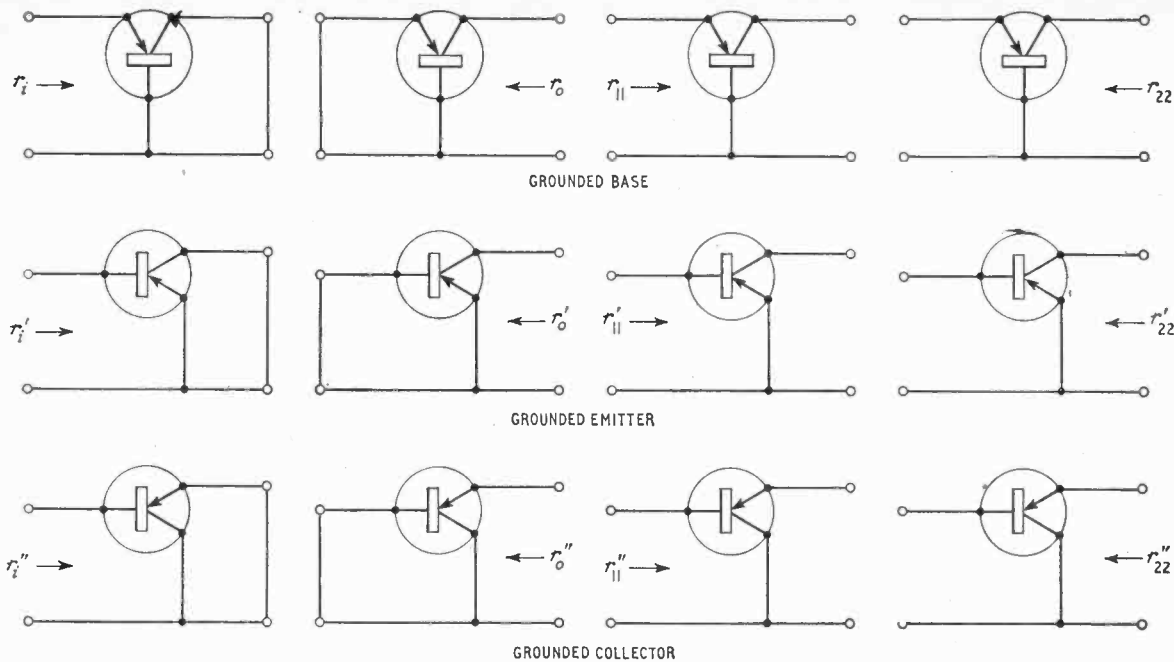 rᵢ rₒ r₁₁ r₂₂
GROUNDED BASE
rᵢ' rₒ' r₁₁' r₂₂'
GROUNDED EMITTER
rᵢ" rₒ" r₁₁" r₂₂"
GROUNDED COLLECTOR